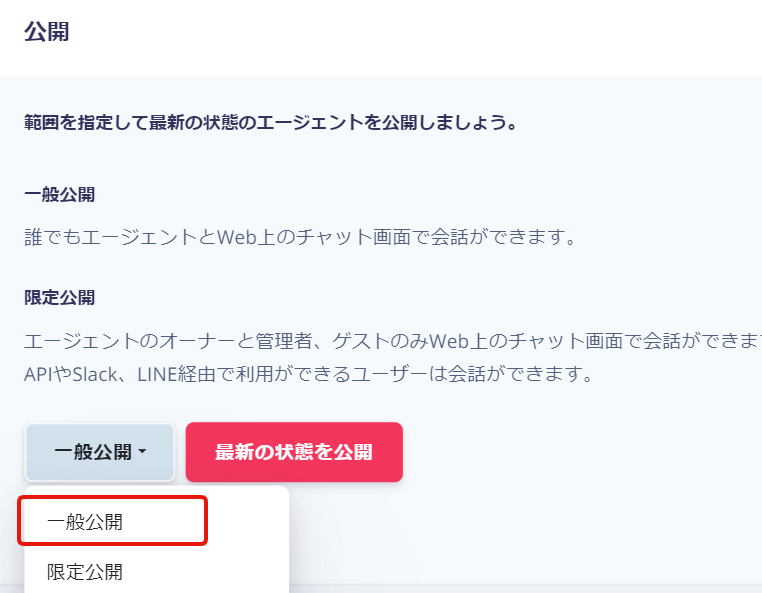 公開
範囲を指定して最新の状態のエージェントを公開しましょう。
一般公開
誰でもエージェントとWeb上のチャット画面で会話ができます。
限定公開
エージェントのオーナーと管理者、ゲストのみWeb上のチャット画面で会話ができま
APIやSlack、LINE経由で利用ができるユーザーは会話ができます。
一般公開 最新の状態を公開
一般公開
限定公開